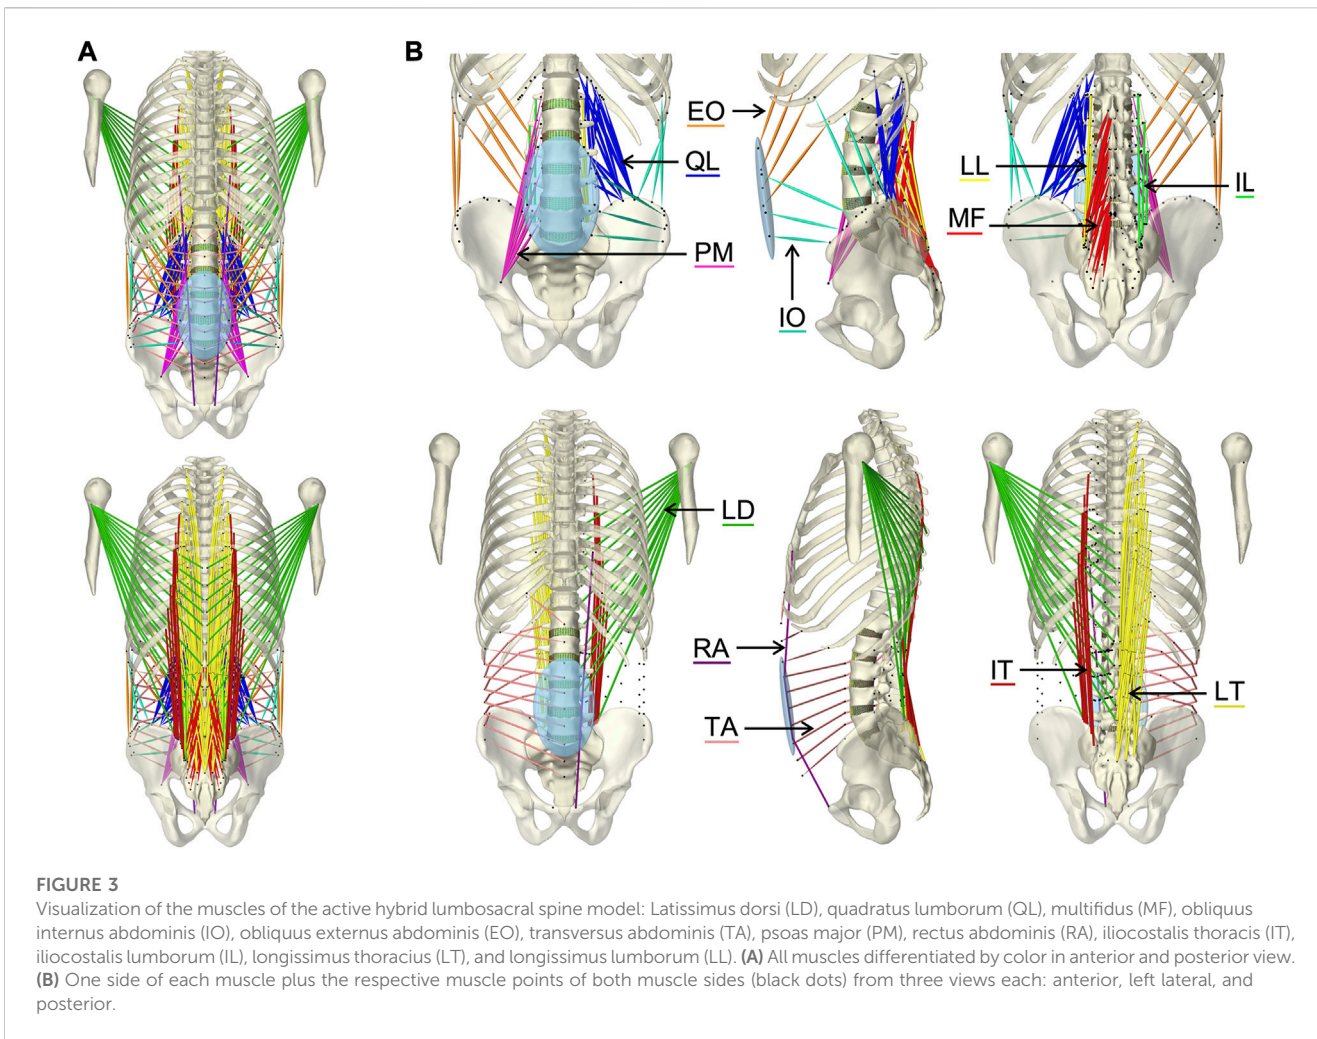 A
B
EO
QL
PM
IO
LL
MF
IL
LD
RA
TA
IT
LT
FIGURE 3
Visualization of the muscles of the active hybrid lumbosacral spine model: Latissimus dorsi (LD), quadratus lumborum (QL), multifidus (MF), obliquus
internus abdominis (IO), obliquus externus abdominis (EO), transversus abdominis (TA), psoas major (PM), rectus abdominis (RA), iliocostalis thoracis (IT),
iliocostalis lumborum (IL), longissimus thoracius (LT), and longissimus lumborum (LL). (A) All muscles differentiated by color in anterior and posterior view.
(B) One side of each muscle plus the respective muscle points of both muscle sides (black dots) from three views each: anterior, left lateral, and
posterior.